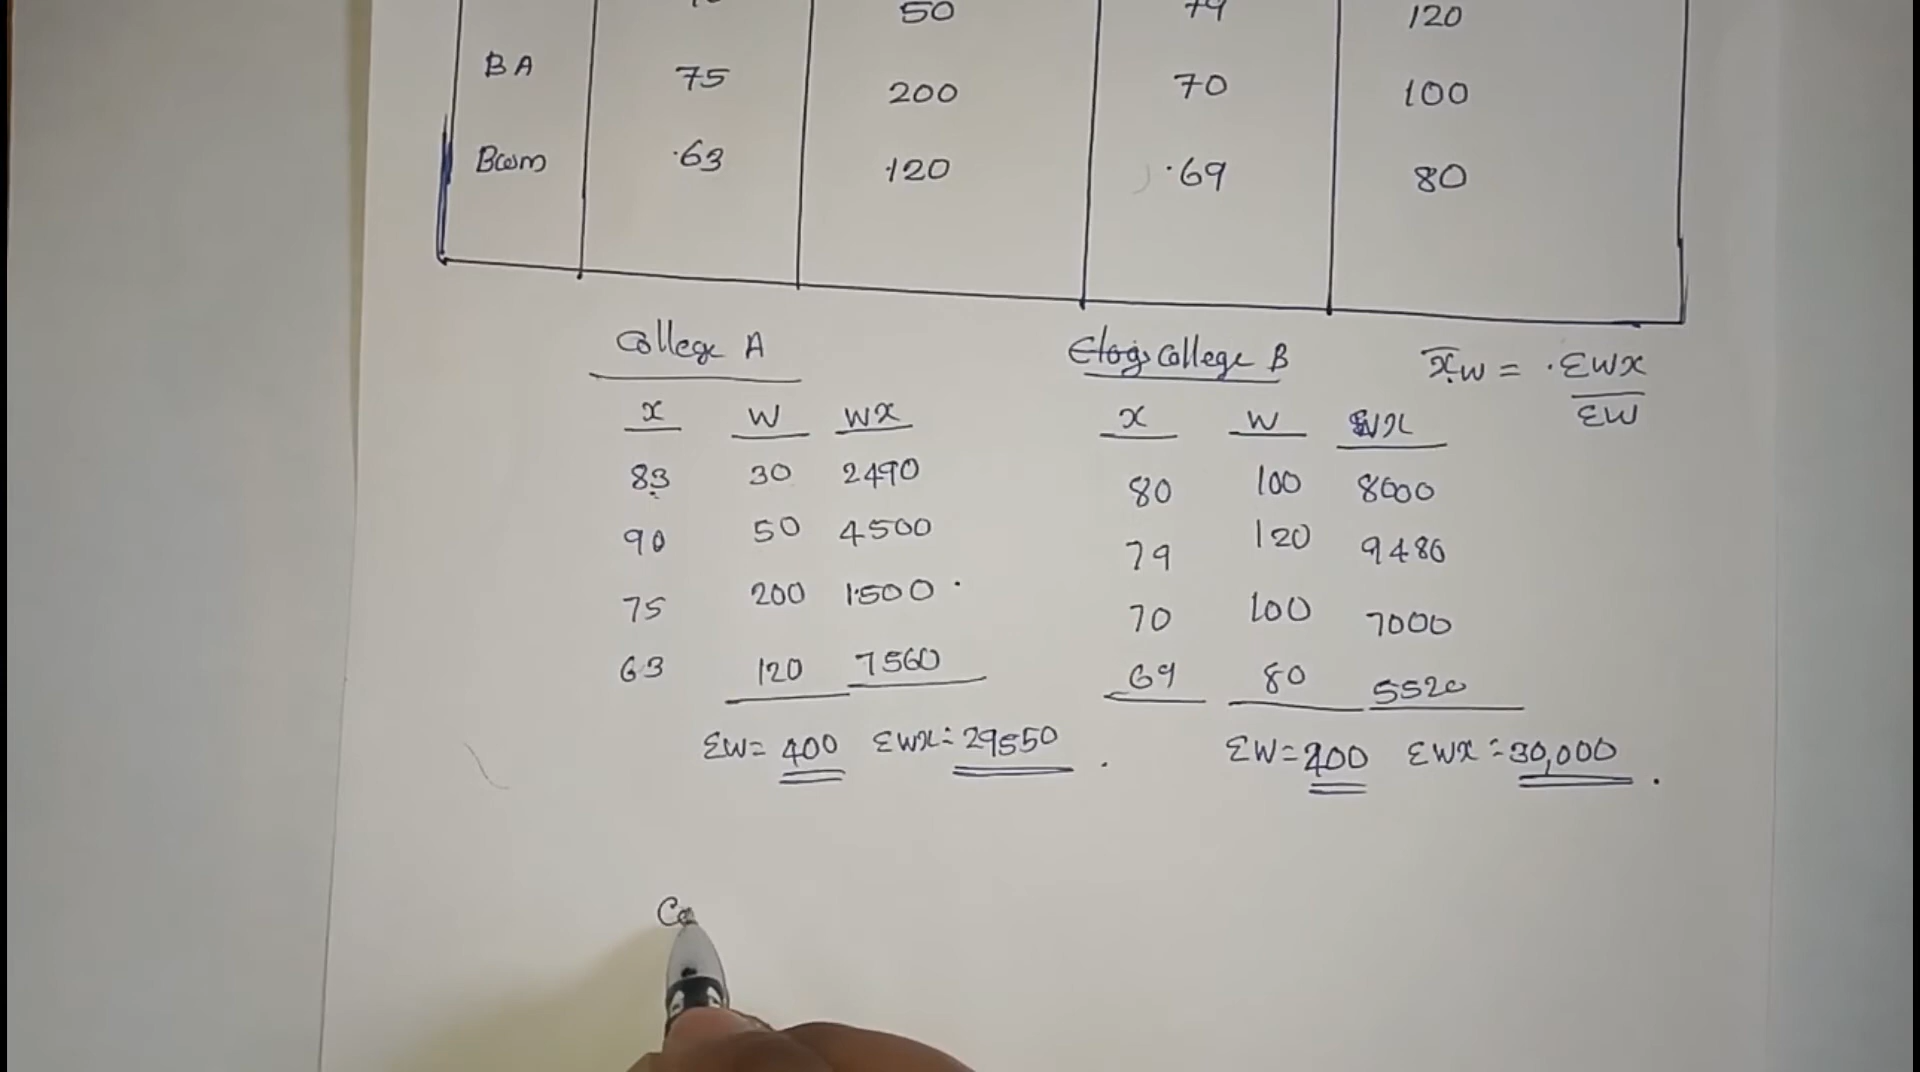 50 79 120
BA 75 200 70 100
Bcom 63 120 69 80
College A College B x̄w = ΣWx
ΣW
x W Wx x W Wx
83 30 2490 80 100 8000
90 50 4500 79 120 9480
75 200 1500 70 100 7000
63 120 7560 69 80 5520
ΣW = 400 ΣWx = 29550 ΣW = 400 ΣWx = 30,000
Co